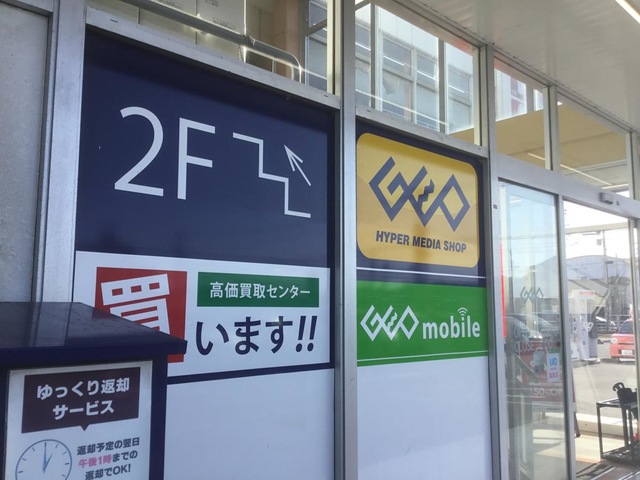 2F
高価買取センター
買います!!
GEO
HYPER MEDIA SHOP
GEO mobile
ゆっくり返却
サービス
返却予定の翌日
午後1時までの
返却でOK!